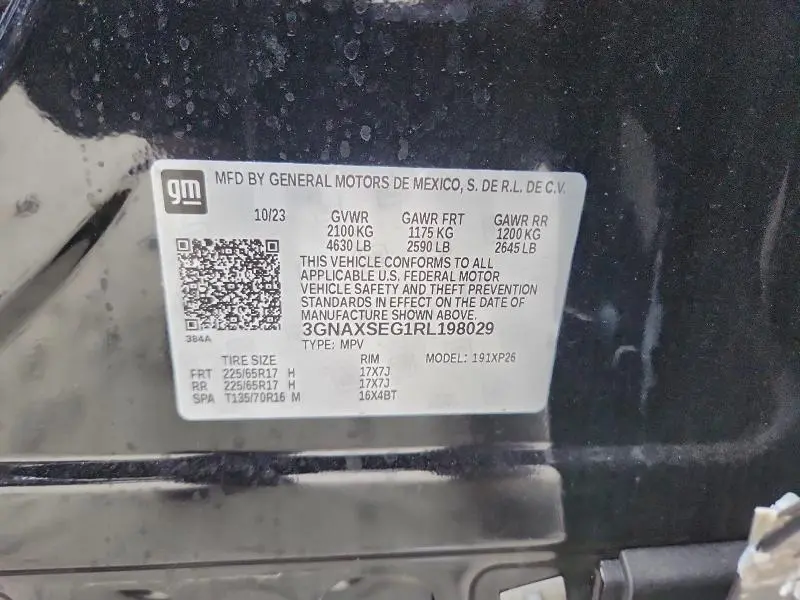 gm MFD BY GENERAL MOTORS DE MEXICO, S. DE R.L. DE C.V.
10/23 GVWR GAWR FRT GAWR RR
2100 KG 1175 KG 1200 KG
4630 LB 2590 LB 2645 LB
THIS VEHICLE CONFORMS TO ALL
APPLICABLE U.S. FEDERAL MOTOR
VEHICLE SAFETY AND THEFT PREVENTION
STANDARDS IN EFFECT ON THE DATE OF
MANUFACTURE SHOWN ABOVE.
3GNAXSEG1RL198029
384A
TYPE: MPV
TIRE SIZE RIM MODEL: 191XP26
FRT 225/65R17 H 17X7J
RR 225/65R17 H 17X7J
SPA T135/70R16 M 16X4BT